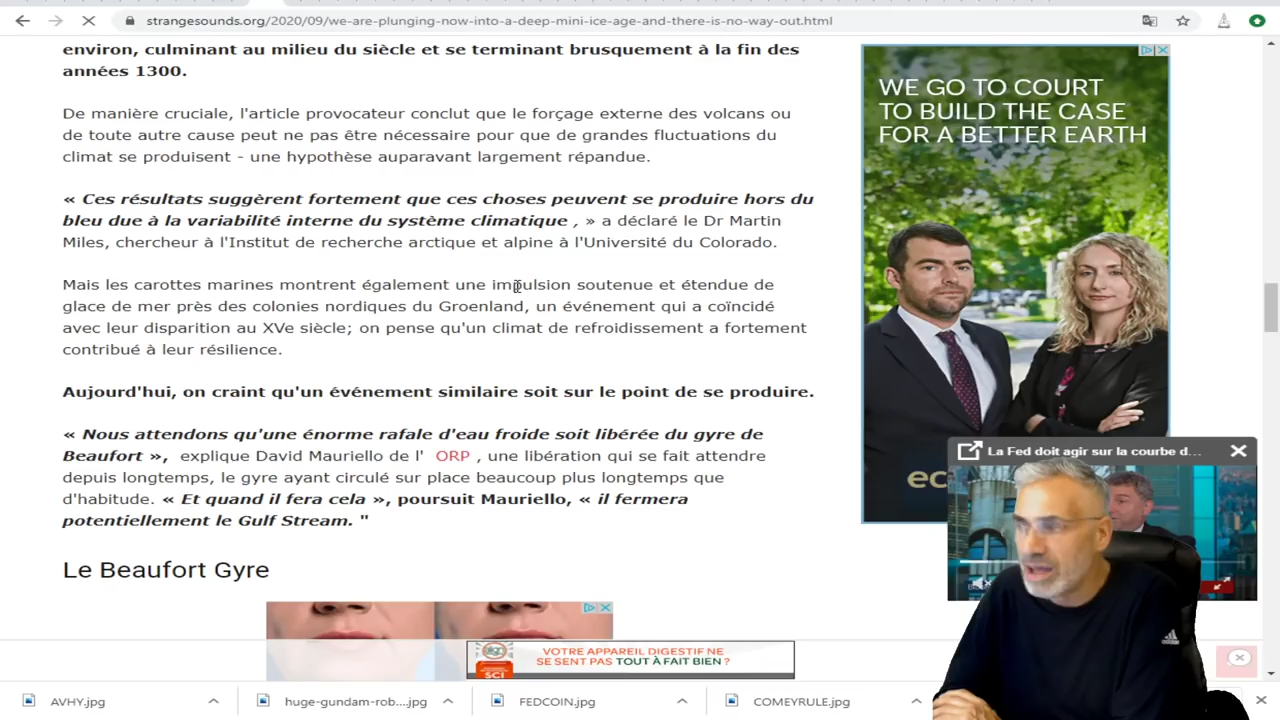 strangesounds.org/2020/09/we-are-plunging-now-into-a-deep-mini-ice-age-and-there-is-no-way-out.html
environ, culminant au milieu du siècle et se terminant brusquement à la fin des
années 1300.
De manière cruciale, l'article provocateur conclut que le forçage externe des volcans ou
de toute autre cause peut ne pas être nécessaire pour que de grandes fluctuations du
climat se produisent - une hypothèse auparavant largement répandue.
« Ces résultats suggèrent fortement que ces choses peuvent se produire hors du
bleu due à la variabilité interne du système climatique , » a déclaré le Dr Martin
Miles, chercheur à l'Institut de recherche arctique et alpine à l'Université du Colorado.
Mais les carottes marines montrent également une impulsion soutenue et étendue de
glace de mer près des colonies nordiques du Groenland, un événement qui a coïncidé
avec leur disparition au XVe siècle; on pense qu'un climat de refroidissement a fortement
contribué à leur résilience.
Aujourd'hui, on craint qu'un événement similaire soit sur le point de se produire.
« Nous attendons qu'une énorme rafale d'eau froide soit libérée du gyre de
Beaufort », explique David Mauriello de l' ORP , une libération qui se fait attendre
depuis longtemps, le gyre ayant circulé sur place beaucoup plus longtemps que
d'habitude. « Et quand il fera cela », poursuit Mauriello, « il fermera
potentiellement le Gulf Stream. "
Le Beaufort Gyre
WE GO TO COURT
TO BUILD THE CASE
FOR A BETTER EARTH
ec
La Fed doit agir sur la courbe d...
VOTRE APPAREIL DIGESTIF NE
SE SENT PAS TOUT À FAIT BIEN ?
SCI
AVHY.jpg
huge-gundam-rob....jpg
FEDCOIN.jpg
COMEYRULE.jpg